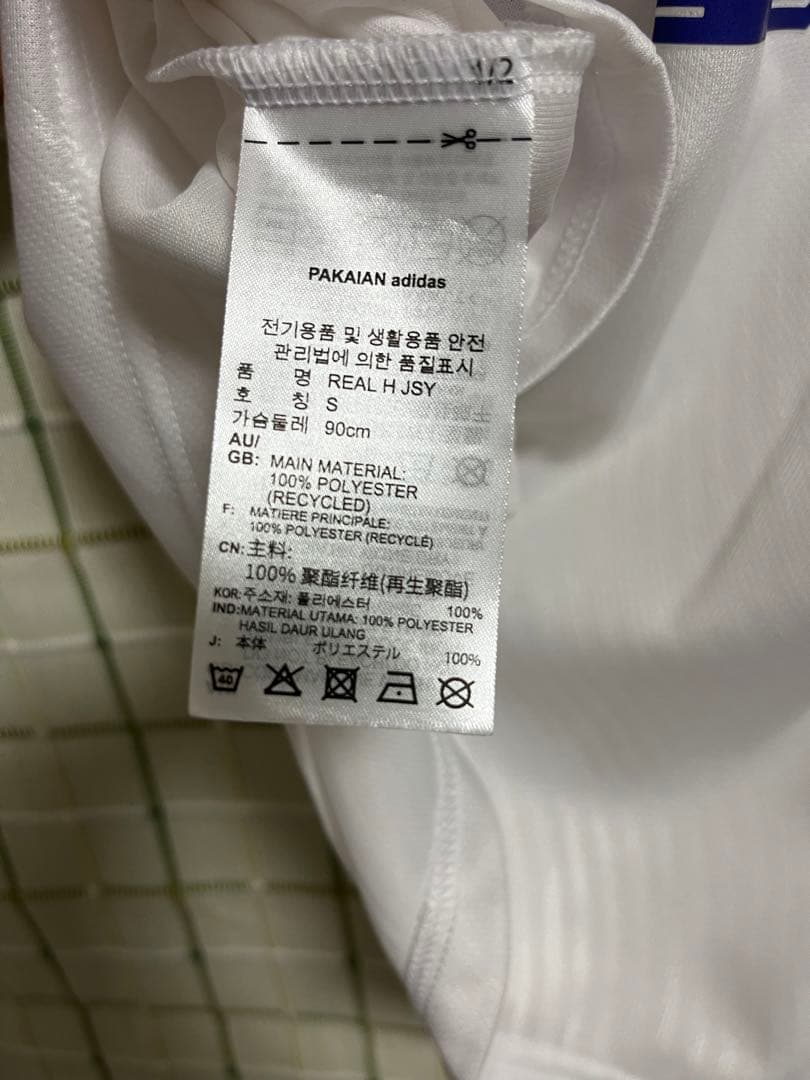 1/2
PAKAIAN adidas
전기용품 및 생활용품 안전
관리법에 의한 품질표시
품 명 REAL H JSY
호 칭 S
가슴둘레 90cm
AU/
GB: MAIN MATERIAL:
100% POLYESTER
(RECYCLED)
F: MATIERE PRINCIPALE:
100% POLYESTER (RECYCLÉ)
CN: 主料:
100% 聚酯纤维(再生聚酯)
KOR: 주소재: 폴리에스터 100%
IND: MATERIAL UTAMA: 100% POLYESTER
HASIL DAUR ULANG
J: 本体 ポリエステル 100%
40